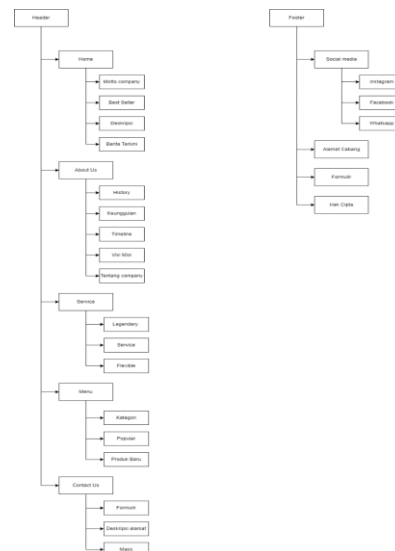 Header
Home
Motto company
Best Seller
Deskripsi
Berita Terkini
About Us
History
Keunggulan
Timeline
Visi Misi
Tentang company
Service
Legendary
Service
Flexible
Menu
Kategori
Popular
Produk Baru
Contact Us
Formulir
Deskripsi alamat
Maps
Footer
Social media
Instagram
Facebook
Whatsapp
Alamat Cabang
Formulir
Hak Cipta